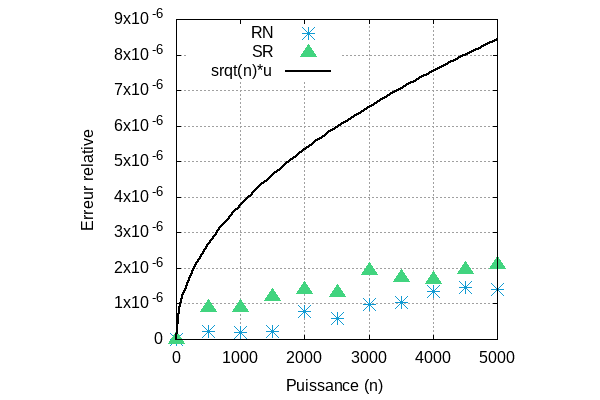 9x10^-6
8x10^-6
7x10^-6
6x10^-6
5x10^-6
4x10^-6
3x10^-6
2x10^-6
1x10^-6
0
Erreur relative
RN
SR
srqt(n)*u
0 1000 2000 3000 4000 5000
Puissance (n)